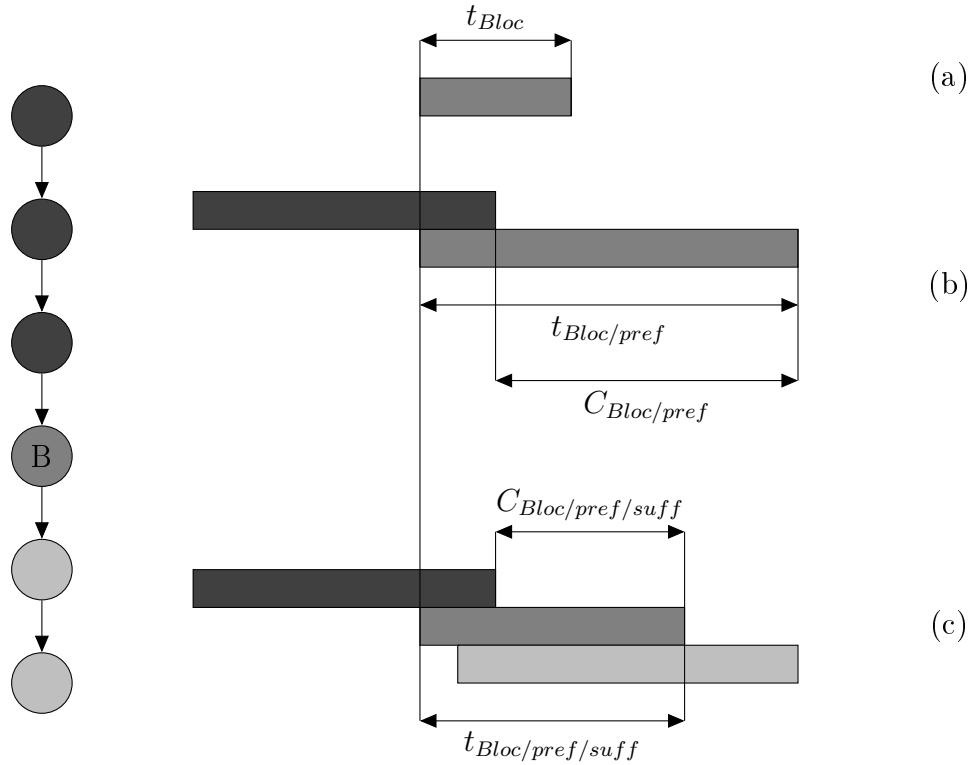 t_{Bloc}
(a)
(b)
t_{Bloc/pref}
C_{Bloc/pref}
B
C_{Bloc/pref/suff}
(c)
t_{Bloc/pref/suff}